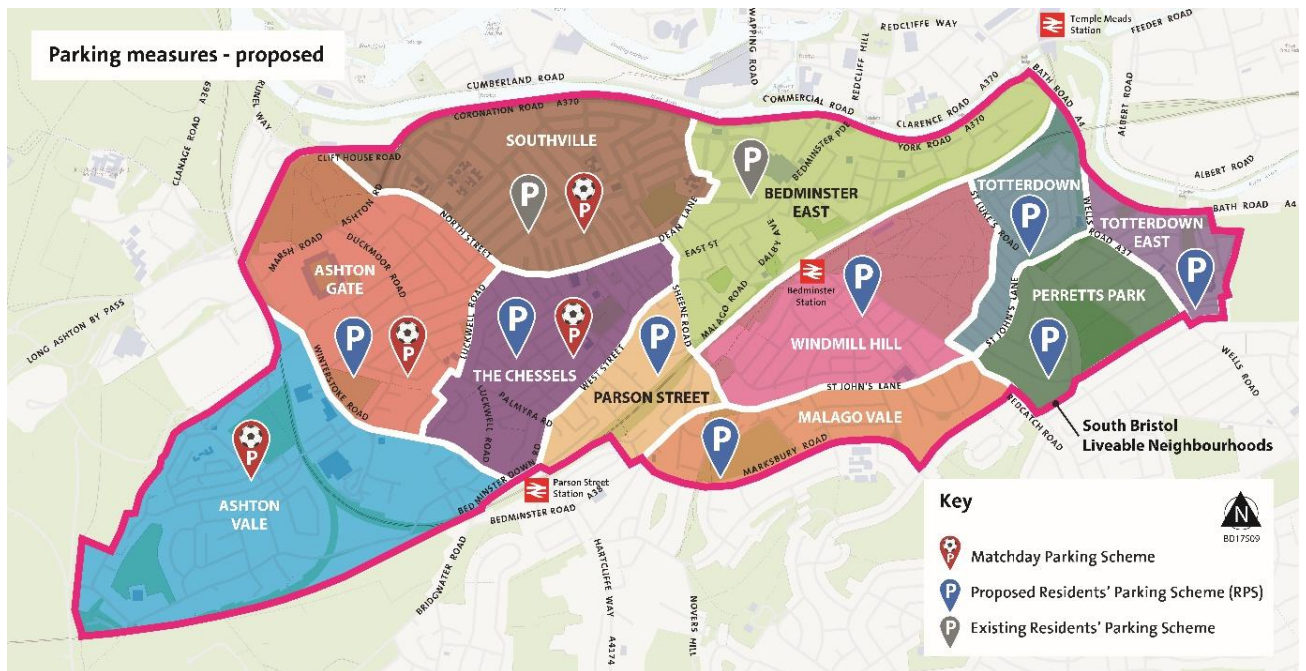 Parking measures - proposed
Temple Meads
Station
FEEDER ROAD
REDCLIFFE WAY
WAPPING ROAD
REDCLIFF HILL
CLANAGE ROAD A369
CUMBERLAND ROAD
CORONATION ROAD A370
COMMERCIAL ROAD
CLARENCE ROAD A370
BATH ROAD A4
ALBERT ROAD
ALBERT ROAD
BATH ROAD A4
YORK ROAD A370
BEDMINSTER PDE
CLIFT HOUSE ROAD
SOUTHVILLE
P
P
P
BEDMINSTER
EAST
TOTTERDOWN
P
TOTTERDOWN
EAST
P
WELLS ROAD A37
ST LUKE'S ROAD
ASHTON RD
MARSH ROAD
NORTH STREET
DEAN LANE
DUCKMOOR ROAD
EAST ST
DALBY AVE
ASHTON
GATE
P
P
LUCKWELL ROAD
P
P
THE CHESSELS
SHEENE ROAD
MALAGO ROAD
Bedminster
Station
P
WINDMILL HILL
ST JOHN'S LANE
PERRETTS PARK
P
LONG ASHTON BY PASS
WINTERSTOKE ROAD
WEST STREET
P
PARSON STREET
PALMYRA RD
LUCKWELL ROAD
ST JOHN'S LANE
MALAGO VALE
P
MARKSBURY ROAD
REDCATCH ROAD
WELLS ROAD
South Bristol
Liveable Neighbourhoods
P
ASHTON
VALE
BEDMINSTER DOWN RD
Parson Street
Station
BEDMINSTER ROAD A38
BRIDGWATER ROAD
HARTCLIFFE WAY
A4174
NOVERS HILL
Key
N
BD17509
P
Matchday Parking Scheme
P
Proposed Residents' Parking Scheme (RPS)
P
Existing Residents' Parking Scheme